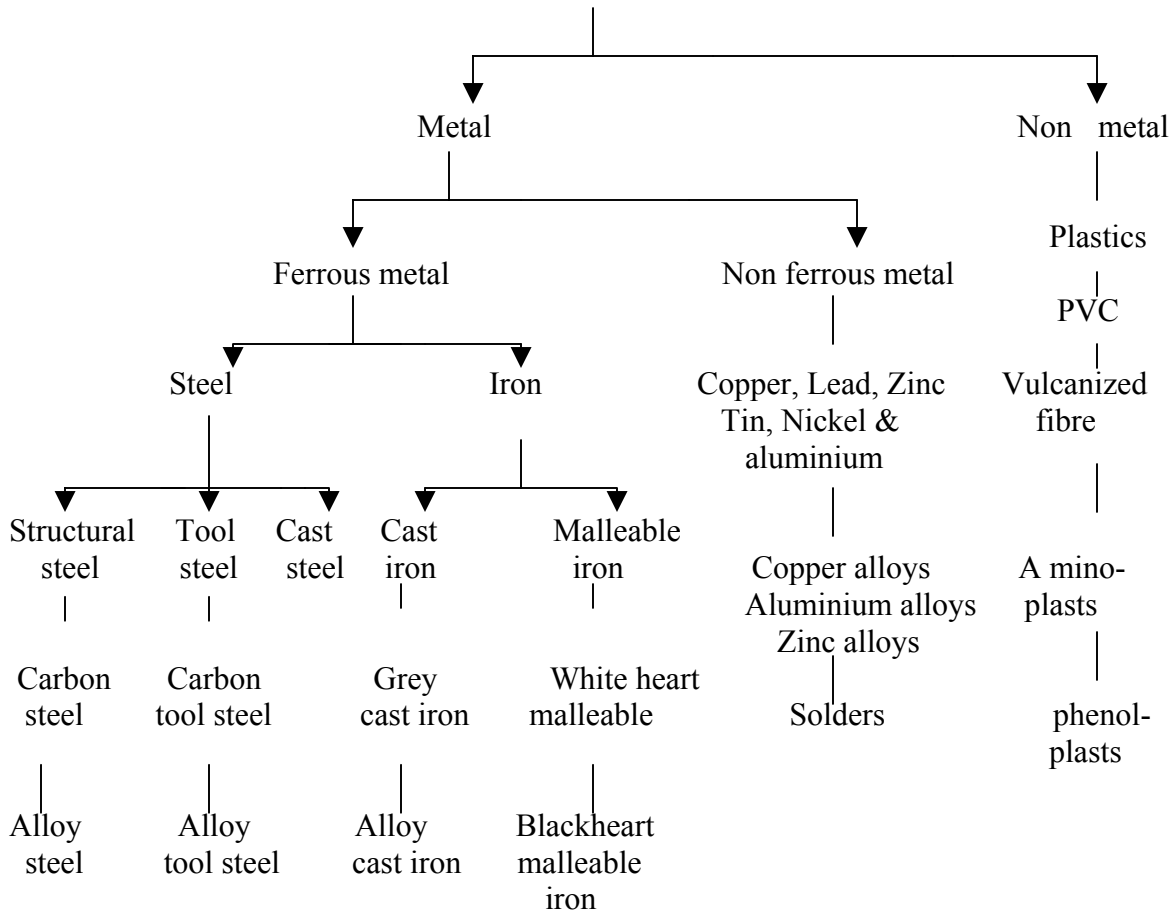 Metal
Non metal
Ferrous metal
Non ferrous metal
Plastics
PVC
Steel
Iron
Copper, Lead, Zinc
Tin, Nickel &
aluminium
Vulcanized
fibre
Structural
steel
Tool
steel
Cast
steel
Cast
iron
Malleable
iron
Copper alloys
Aluminium alloys
Zinc alloys
A mino-
plasts
Carbon
steel
Carbon
tool steel
Grey
cast iron
White heart
malleable
Solders
phenol-
plasts
Alloy
steel
Alloy
tool steel
Alloy
cast iron
Blackheart
malleable
iron